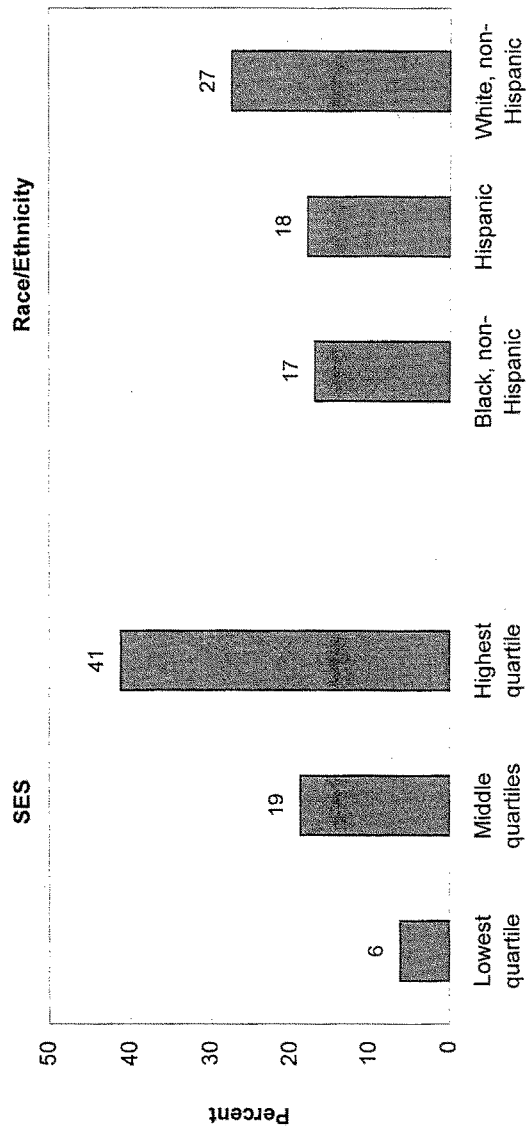 SES
Race/Ethnicity
Percent
50
40
30
20
10
0
6
19
41
17
18
27
Lowest
quartile
Middle
quartiles
Highest
quartile
Black, non-
Hispanic
Hispanic
White, non-
Hispanic